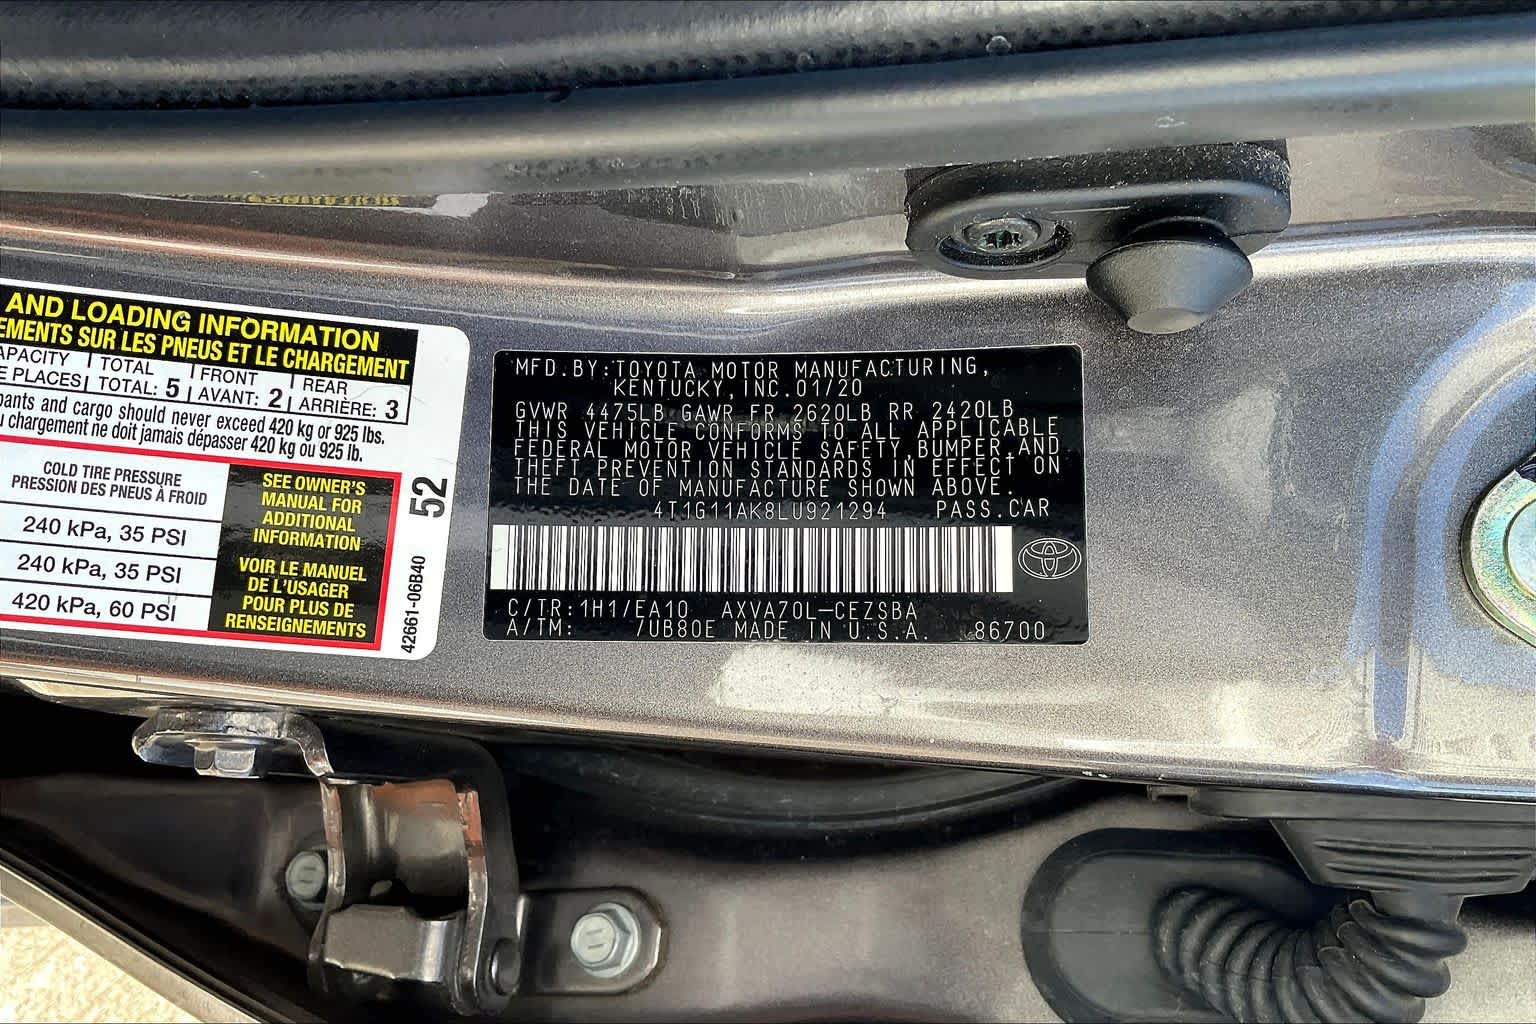 AND LOADING INFORMATION
EMENTS SUR LES PNEUS ET LE CHARGEMENT
APACITY TOTAL FRONT REAR
E PLACES TOTAL: 5 AVANT: 2 ARRIÈRE: 3
pants and cargo should never exceed 420 kg or 925 lbs.
u chargement ne doit jamais dépasser 420 kg ou 925 lb.
COLD TIRE PRESSURE
PRESSION DES PNEUS À FROID
240 kPa, 35 PSI
240 kPa, 35 PSI
420 kPa, 60 PSI
SEE OWNER'S
MANUAL FOR
ADDITIONAL
INFORMATION
VOIR LE MANUEL
DE L'USAGER
POUR PLUS DE
RENSEIGNEMENTS
52
42661-06B40
MFD.BY:TOYOTA MOTOR MANUFACTURING,
KENTUCKY,INC.01/20
GVWR 4475LB GAWR FR 2620LB RR 2420LB
THIS VEHICLE CONFORMS TO ALL APPLICABLE
FEDERAL MOTOR VEHICLE SAFETY,BUMPER,AND
THEFT PREVENTION STANDARDS IN EFFECT ON
THE DATE OF MANUFACTURE SHOWN ABOVE.
4T1G11AK8LU921294 PASS.CAR
C/TR:1H1/EA10 AXVA70L-CEZSBA
A/TM: /UB80E MADE IN U.S.A. 86700